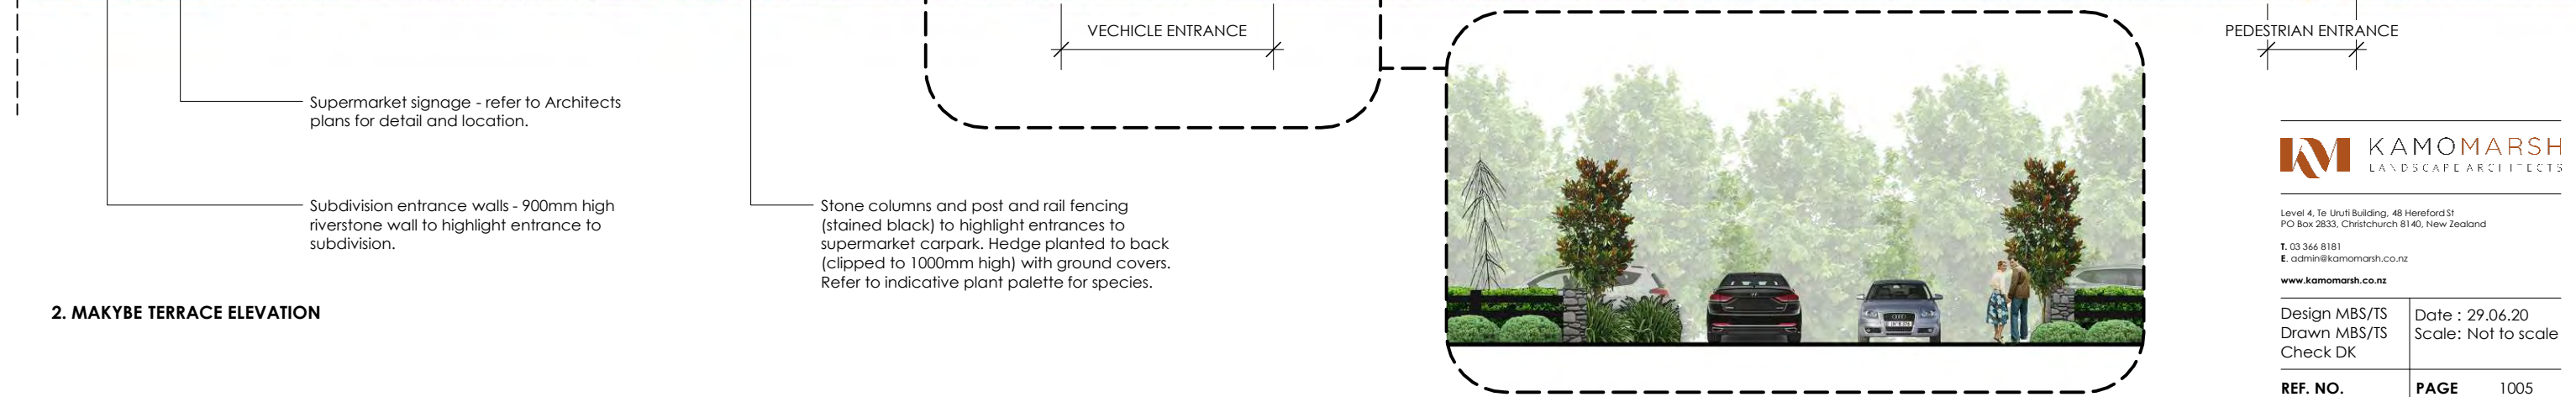 VECHICLE ENTRANCE
PEDESTRIAN ENTRANCE
Supermarket signage - refer to Architects
plans for detail and location.
Subdivision entrance walls - 900mm high
riverstone wall to highlight entrance to
subdivision.
Stone columns and post and rail fencing
(stained black) to highlight entrances to
supermarket carpark. Hedge planted to back
(clipped to 1000mm high) with ground covers.
Refer to indicative plant palette for species.
2. MAKYBE TERRACE ELEVATION
KAMOMARSH
LANDSCAPE ARCHITECTS
Level 4, Te Uruti Building, 48 Hereford St
PO Box 2833, Christchurch 8140, New Zealand
T. 03 366 8181
E. admin@kamomarsh.co.nz
www.kamomarsh.co.nz
Design MBS/TS
Drawn MBS/TS
Check DK
Date : 29.06.20
Scale: Not to scale
REF. NO.
PAGE 1005